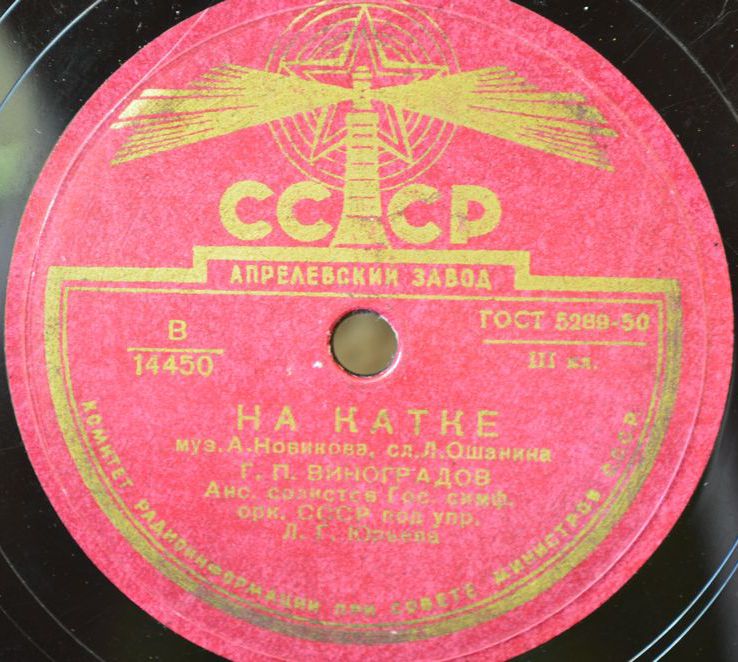 СССР
АПРЕЛЕВСКИЙ ЗАВОД
В
14450
ГОСТ 5289-50
III кл.
НА КАТКЕ
муз. А. Новикова, сл. Л. Ошанина
Г. П. ВИНОГРАДОВ
Анс. солистов Гос. симф.
орк. СССР под упр.
Л. Г. Юрьева
КОМИТЕТ РАДИОИНФОРМАЦИИ ПРИ СОВЕТЕ МИНИСТРОВ СССР